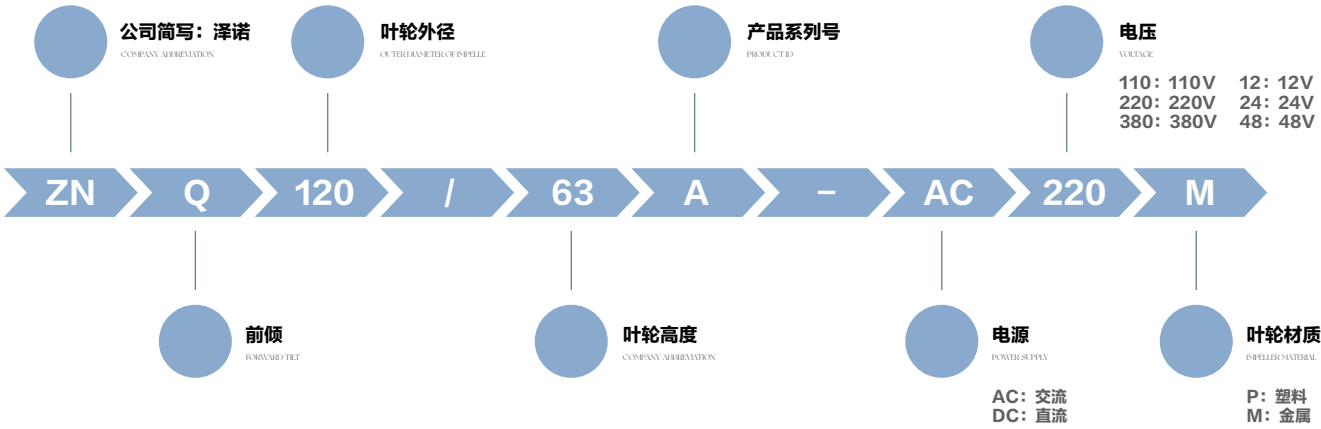 公司简写：泽诺
COMPANY ABBREVIATION
叶轮外径
OUTER DIAMETER OF IMPELLE
产品系列号
PRODUCT ID
电压
VOLTAGE
110：110V 12：12V
220：220V 24：24V
380：380V 48：48V
ZN Q 120 / 63 A – AC 220 M
前倾
FORWARD TILT
叶轮高度
COMPANY ABBREVIATION
电源
POWER SUPPLY
AC：交流
DC：直流
叶轮材质
IMPELLER MATERIAL
P：塑料
M：金属